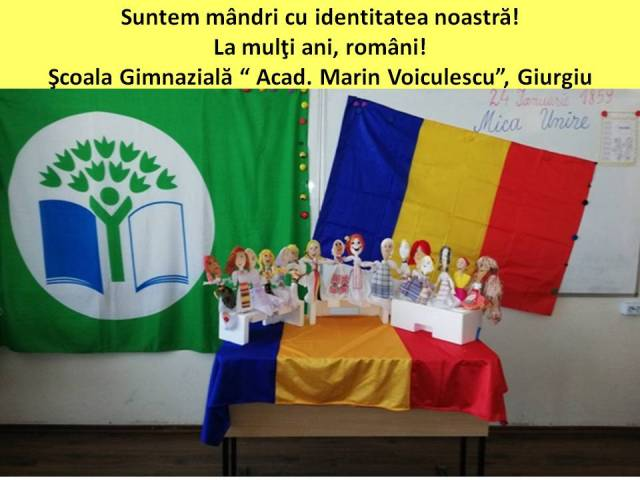 Suntem mândri cu identitatea noastră!
La mulţi ani, români!
Şcoala Gimnazială “ Acad. Marin Voiculescu”, Giurgiu
24 Ianuarie 1859
Mica Unire